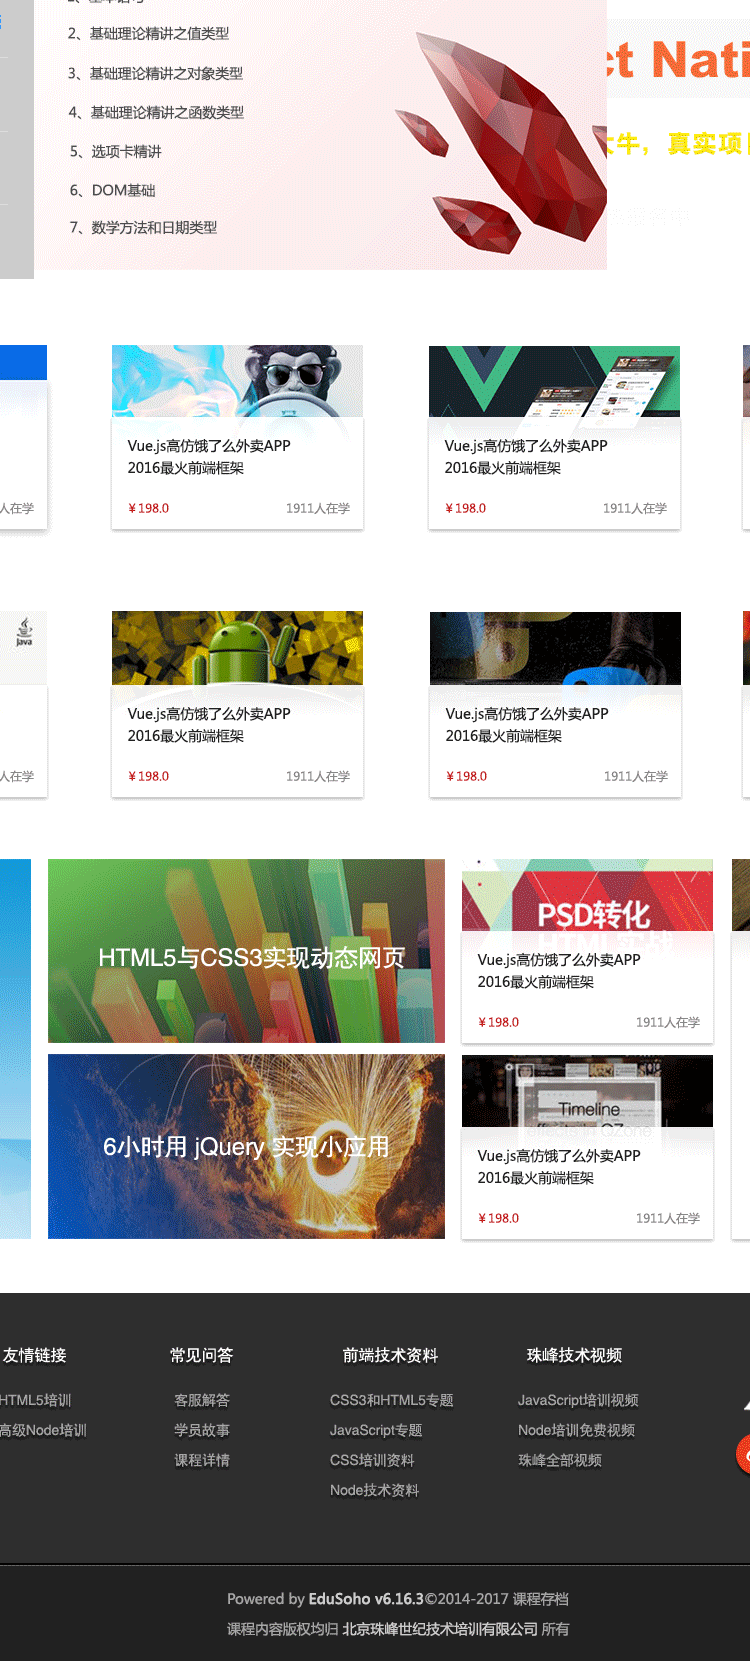 1、基本语句
2、基础理论精讲之值类型
3、基础理论精讲之对象类型
4、基础理论精讲之函数类型
5、选项卡精讲
6、DOM基础
7、数学方法和日期类型
ct Nati
大牛，真实项目
人在学
Vue.js高仿饿了么外卖APP
2016最火前端框架
¥198.0 1911人在学
Vue.js高仿饿了么外卖APP
2016最火前端框架
¥198.0 1911人在学
Java
人在学
Vue.js高仿饿了么外卖APP
2016最火前端框架
¥198.0 1911人在学
Vue.js高仿饿了么外卖APP
2016最火前端框架
¥198.0 1911人在学
HTML5与CSS3实现动态网页
PSD转化
HTML实战
Vue.js高仿饿了么外卖APP
2016最火前端框架
¥198.0 1911人在学
6小时用 jQuery 实现小应用
Timeline
effects in QZone
Vue.js高仿饿了么外卖APP
2016最火前端框架
¥198.0 1911人在学
友情链接
HTML5培训
高级Node培训
常见问答
客服解答
学员故事
课程详情
前端技术资料
CSS3和HTML5专题
JavaScript专题
CSS培训资料
Node技术资料
珠峰技术视频
JavaScript培训视频
Node培训免费视频
珠峰全部视频
Powered by EduSoho v6.16.3©2014-2017 课程存档
课程内容版权均归 北京珠峰世纪技术培训有限公司 所有